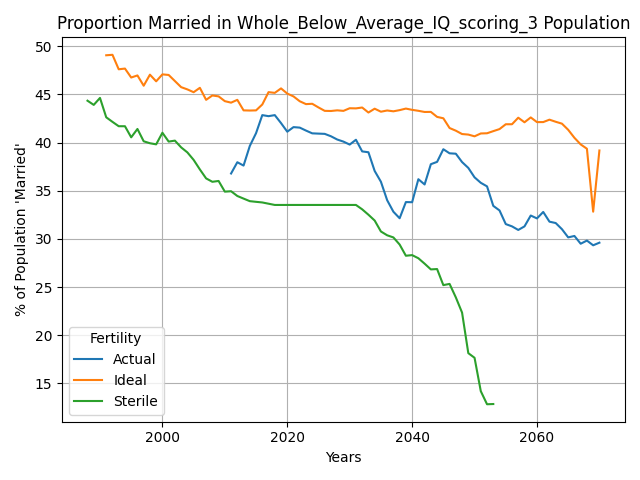 Proportion Married in Whole_Below_Average_IQ_scoring_3 Population
% of Population 'Married'
50
45
40
35
30
25
20
15
Fertility
Actual
Ideal
Sterile
2000
2020
2040
2060
Years